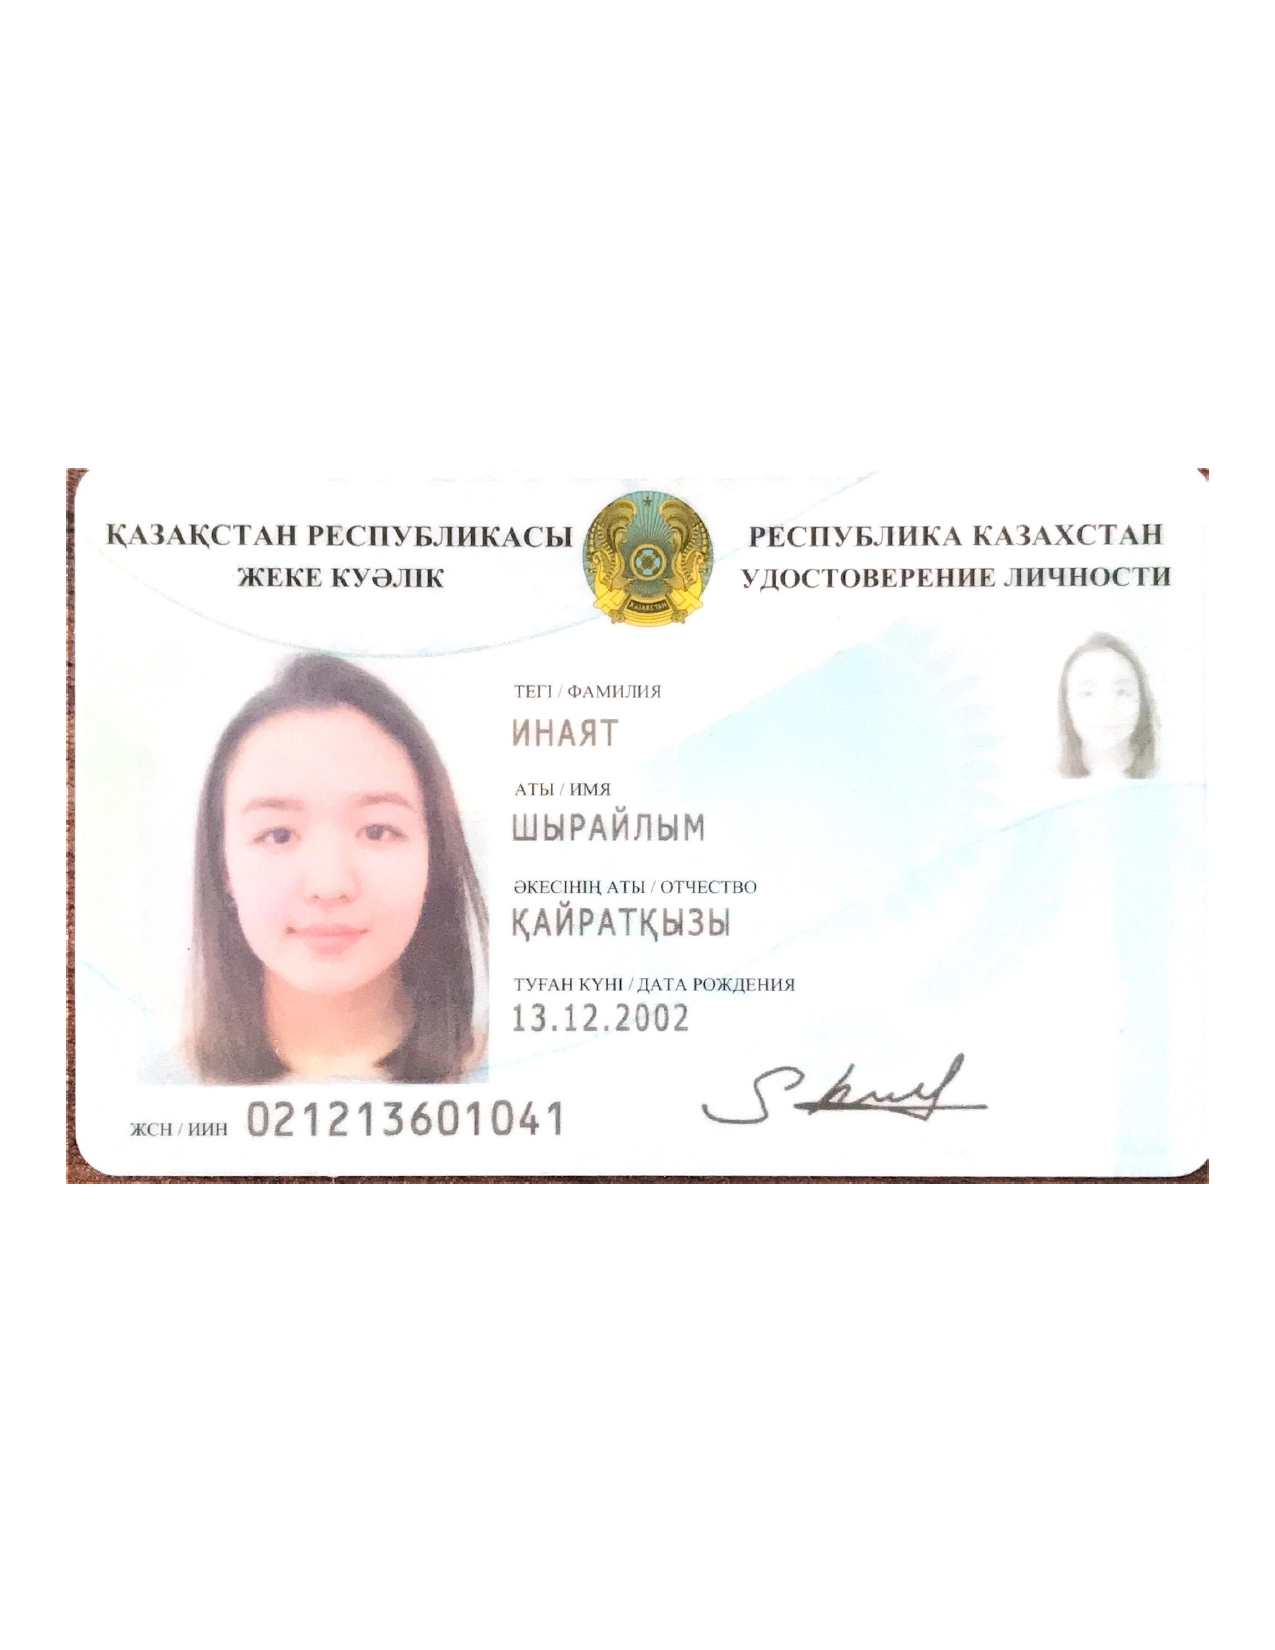 ҚАЗАҚСТАН РЕСПУБЛИКАСЫ
ЖЕКЕ КУӘЛІК
ҚАЗАҚСТАН
РЕСПУБЛИКА КАЗАХСТАН
УДОСТОВЕРЕНИЕ ЛИЧНОСТИ
ТЕГІ / ФАМИЛИЯ
ИНАЯТ
АТЫ / ИМЯ
ШЫРАЙЛЫМ
ӘКЕСІНІҢ АТЫ / ОТЧЕСТВО
ҚАЙРАТҚЫЗЫ
ТУҒАН КҮНІ / ДАТА РОЖДЕНИЯ
13.12.2002
ЖСН / ИИН 021213601041